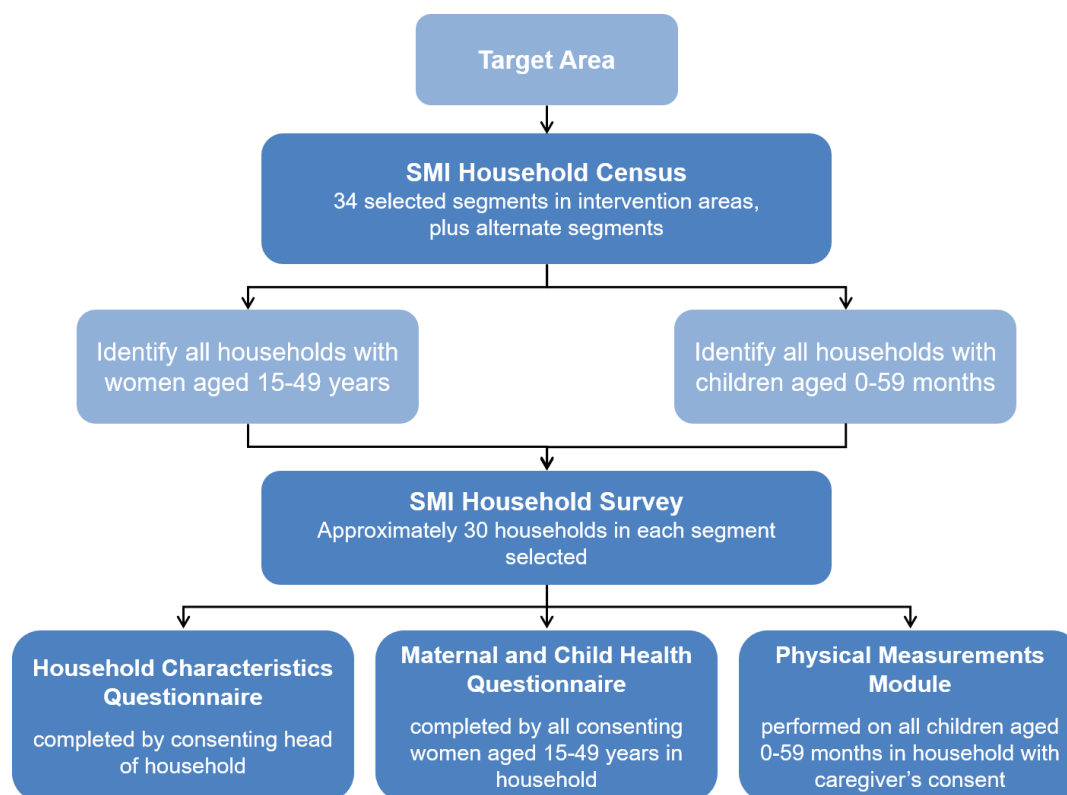 Target Area
SMI Household Census
34 selected segments in intervention areas,
plus alternate segments
Identify all households with
women aged 15-49 years
Identify all households with
children aged 0-59 months
SMI Household Survey
Approximately 30 households in each segment
selected
Household Characteristics
Questionnaire
completed by consenting head
of household
Maternal and Child Health
Questionnaire
completed by all consenting
women aged 15-49 years in
household
Physical Measurements
Module
performed on all children aged
0-59 months in household with
caregiver’s consent